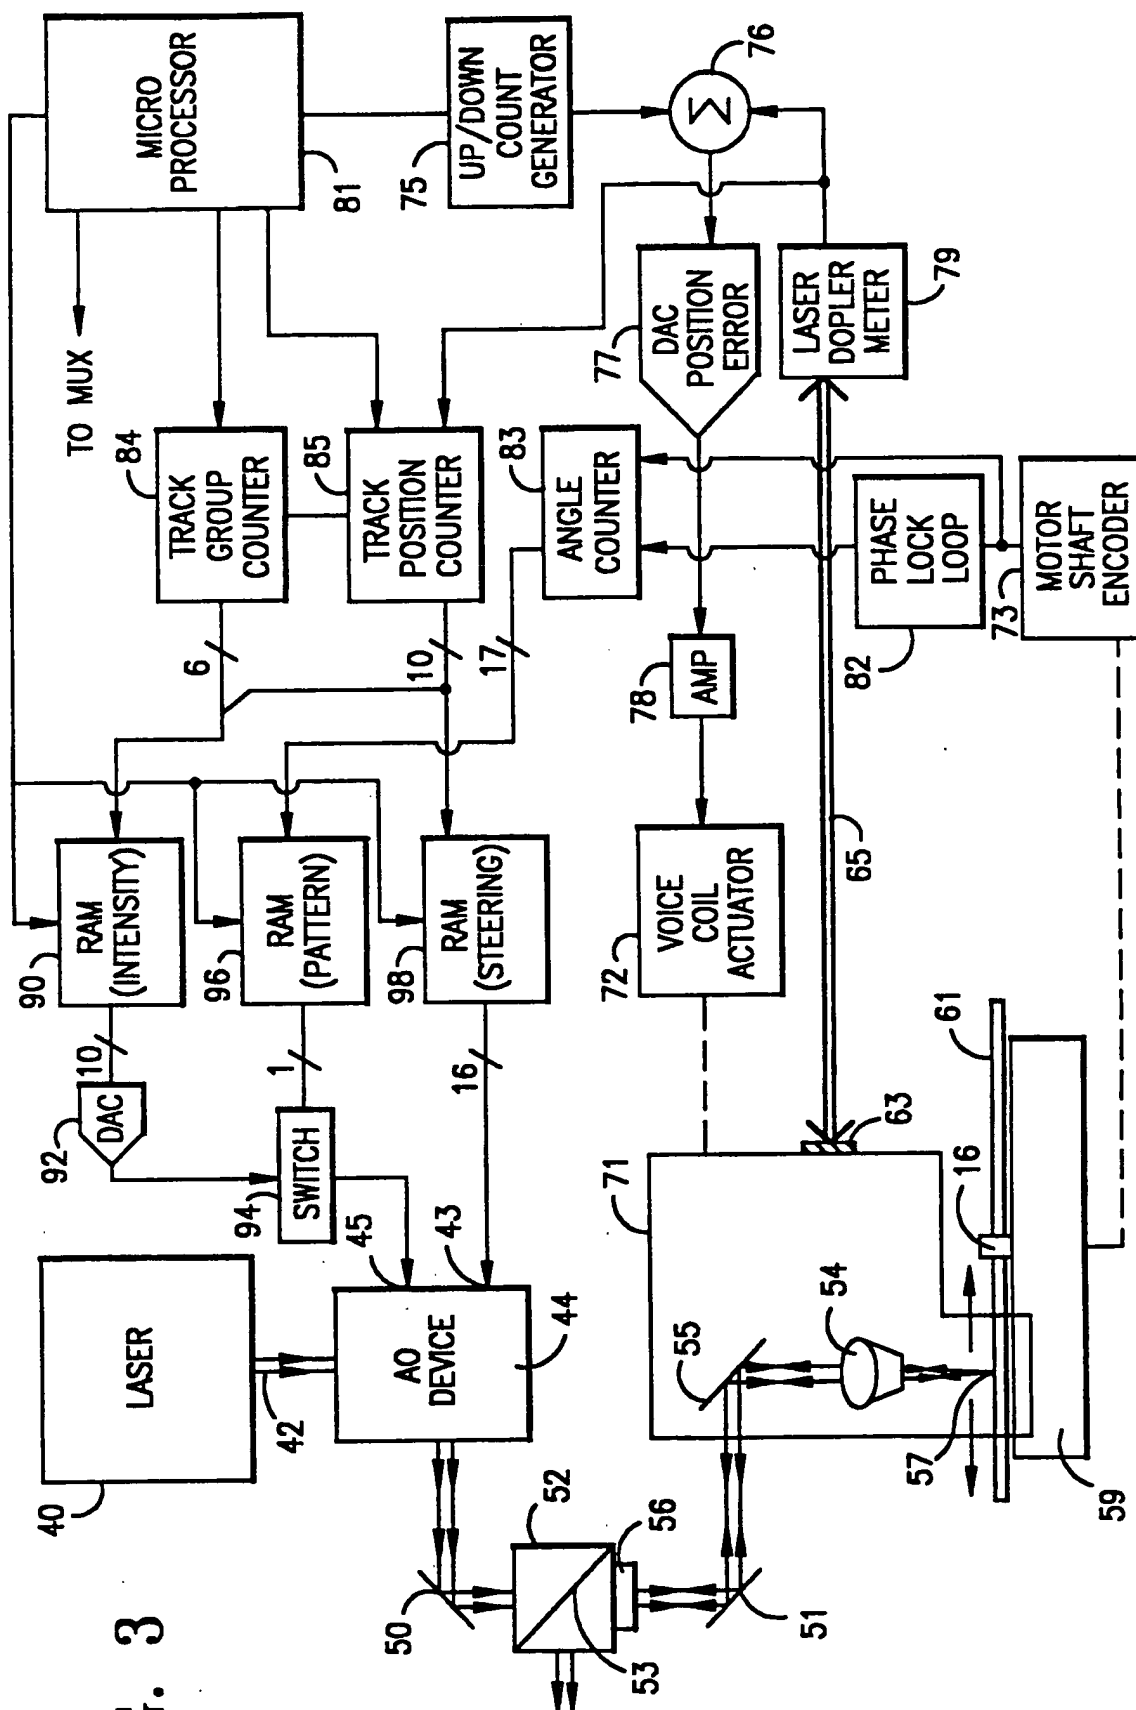 MICRO
PROCESSOR
81
UP/DOWN
COUNT
GENERATOR
75
Σ
76
TO MUX
TRACK
GROUP
COUNTER
84
TRACK
POSITION
COUNTER
85
ANGLE
COUNTER
83
DAC
POSITION
ERROR
77
LASER
DOPLER
METER
79
6
10
17
AMP
78
PHASE
LOCK
LOOP
82
MOTOR
SHAFT
ENCODER
73
RAM
(INTENSITY)
90
RAM
(PATTERN)
96
RAM
(STEERING)
98
VOICE
COIL
ACTUATOR
72
65
10
DAC
92
1
SWITCH
94
16
45
43
LASER
40
42
AO
DEVICE
44
71
63
61
16
55
54
57
59
50
52
53
56
51
3